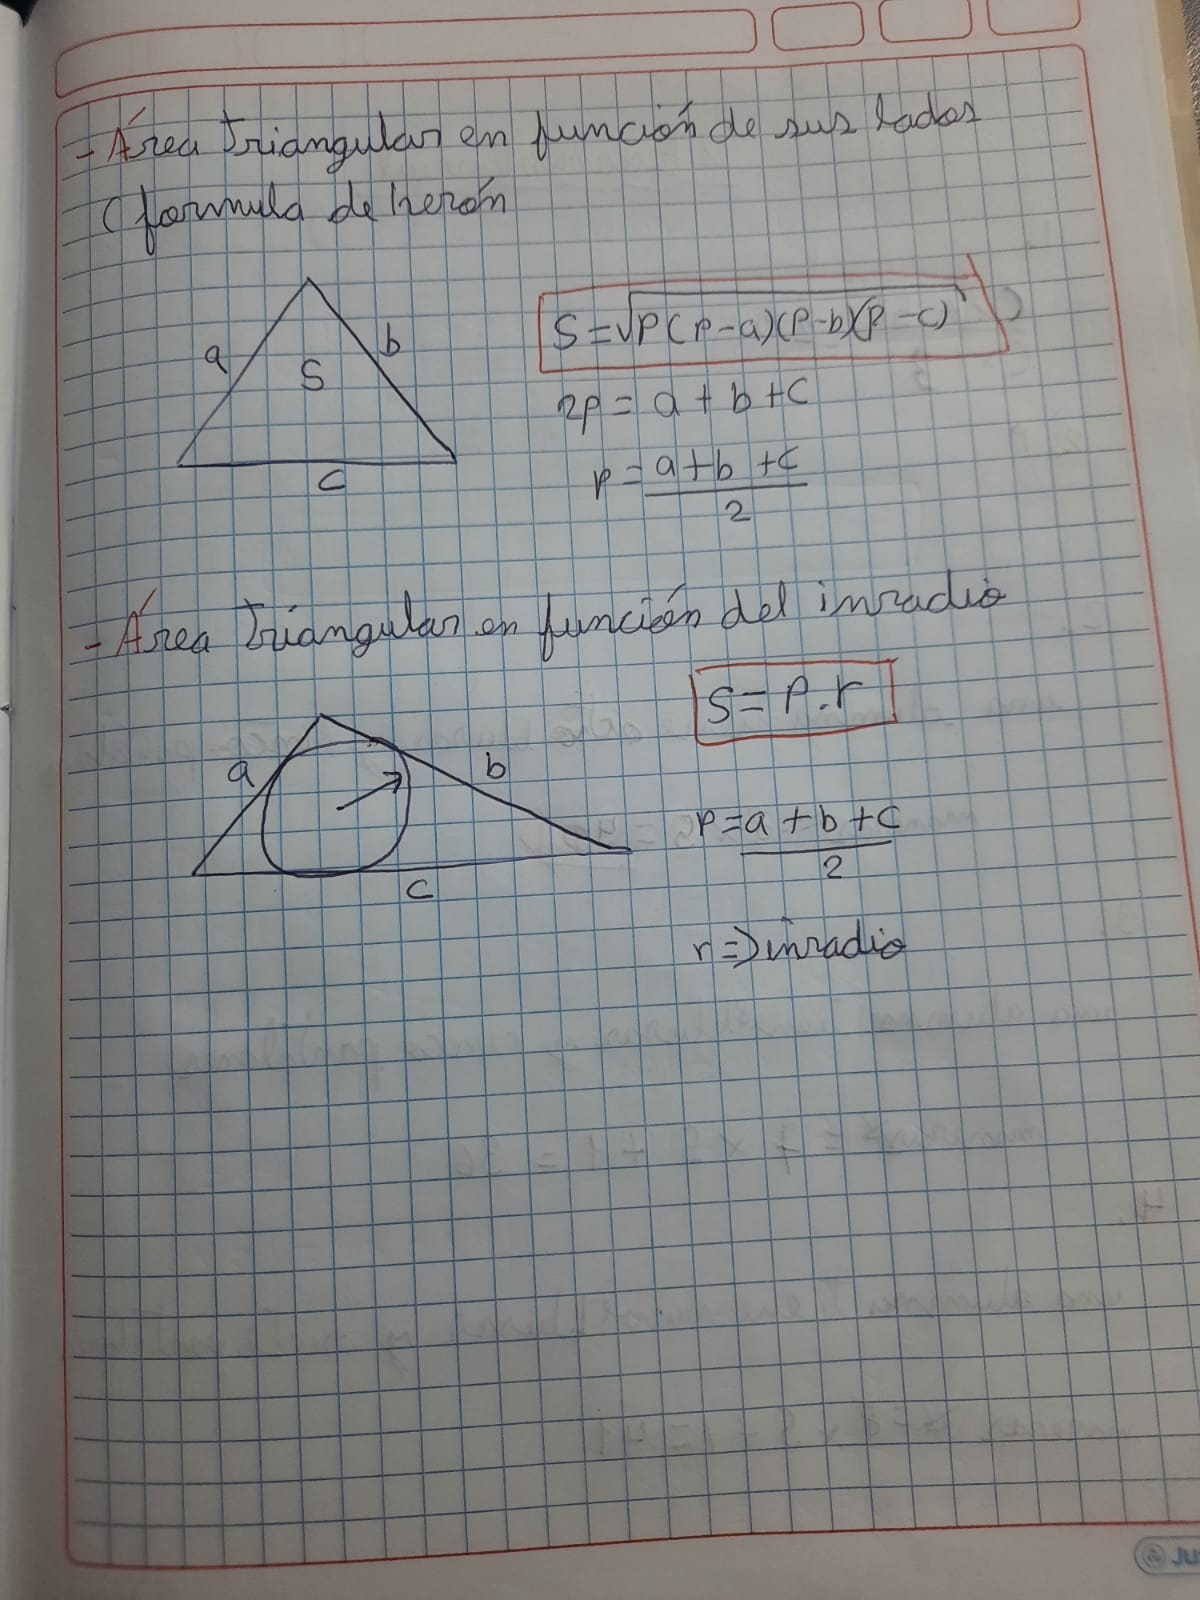 - Área triangular en función de sus lados
( formula de herón
a
b
S
c
S=√P(p-a)(p-b)(p-c)
2p = a + b + c
p = a + b + c
2
- Área triangular en función del inradio
S = P . r
a
b
c
P = a + b + c
2
r => inradio